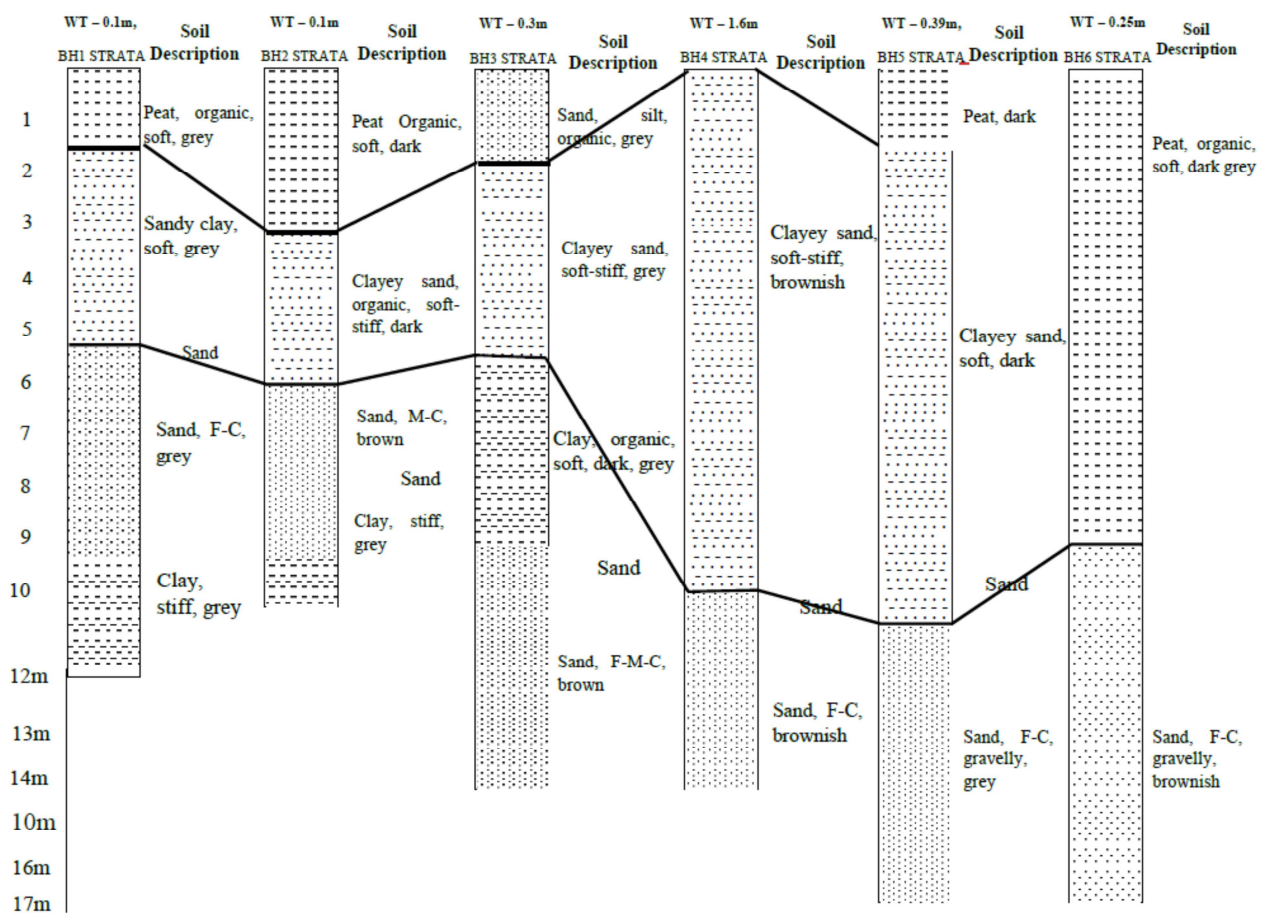 WT – 0.1m,
Soil
Description
BH1 STRATA
WT – 0.1m
Soil
Description
BH2 STRATA
WT – 0.3m
Soil
Description
BH3 STRATA
WT – 1.6m
Soil
Description
BH4 STRATA
WT – 0.39m,
Soil
Description
BH5 STRATA
WT – 0.25m
Soil
Description
BH6 STRATA
1
2
3
4
5
6
7
8
9
10
12m
13m
14m
10m
16m
17m
Peat, organic,
soft, grey
Sandy clay,
soft, grey
Sand
Sand, F-C,
grey
Clay,
stiff, grey
Peat Organic,
soft, dark
Clayey sand,
organic, soft-
stiff, dark
Sand, M-C,
brown
Sand
Clay, stiff,
grey
Sand, silt,
organic, grey
Clayey sand,
soft-stiff, grey
Clay, organic,
soft, dark, grey
Sand
Sand, F-M-C,
brown
Clayey sand,
soft-stiff,
brownish
Sand
Sand, F-C,
brownish
Peat, dark
Clayey sand,
soft, dark
Sand
Sand, F-C,
gravelly,
grey
Peat, organic,
soft, dark grey
Sand, F-C,
gravelly,
brownish